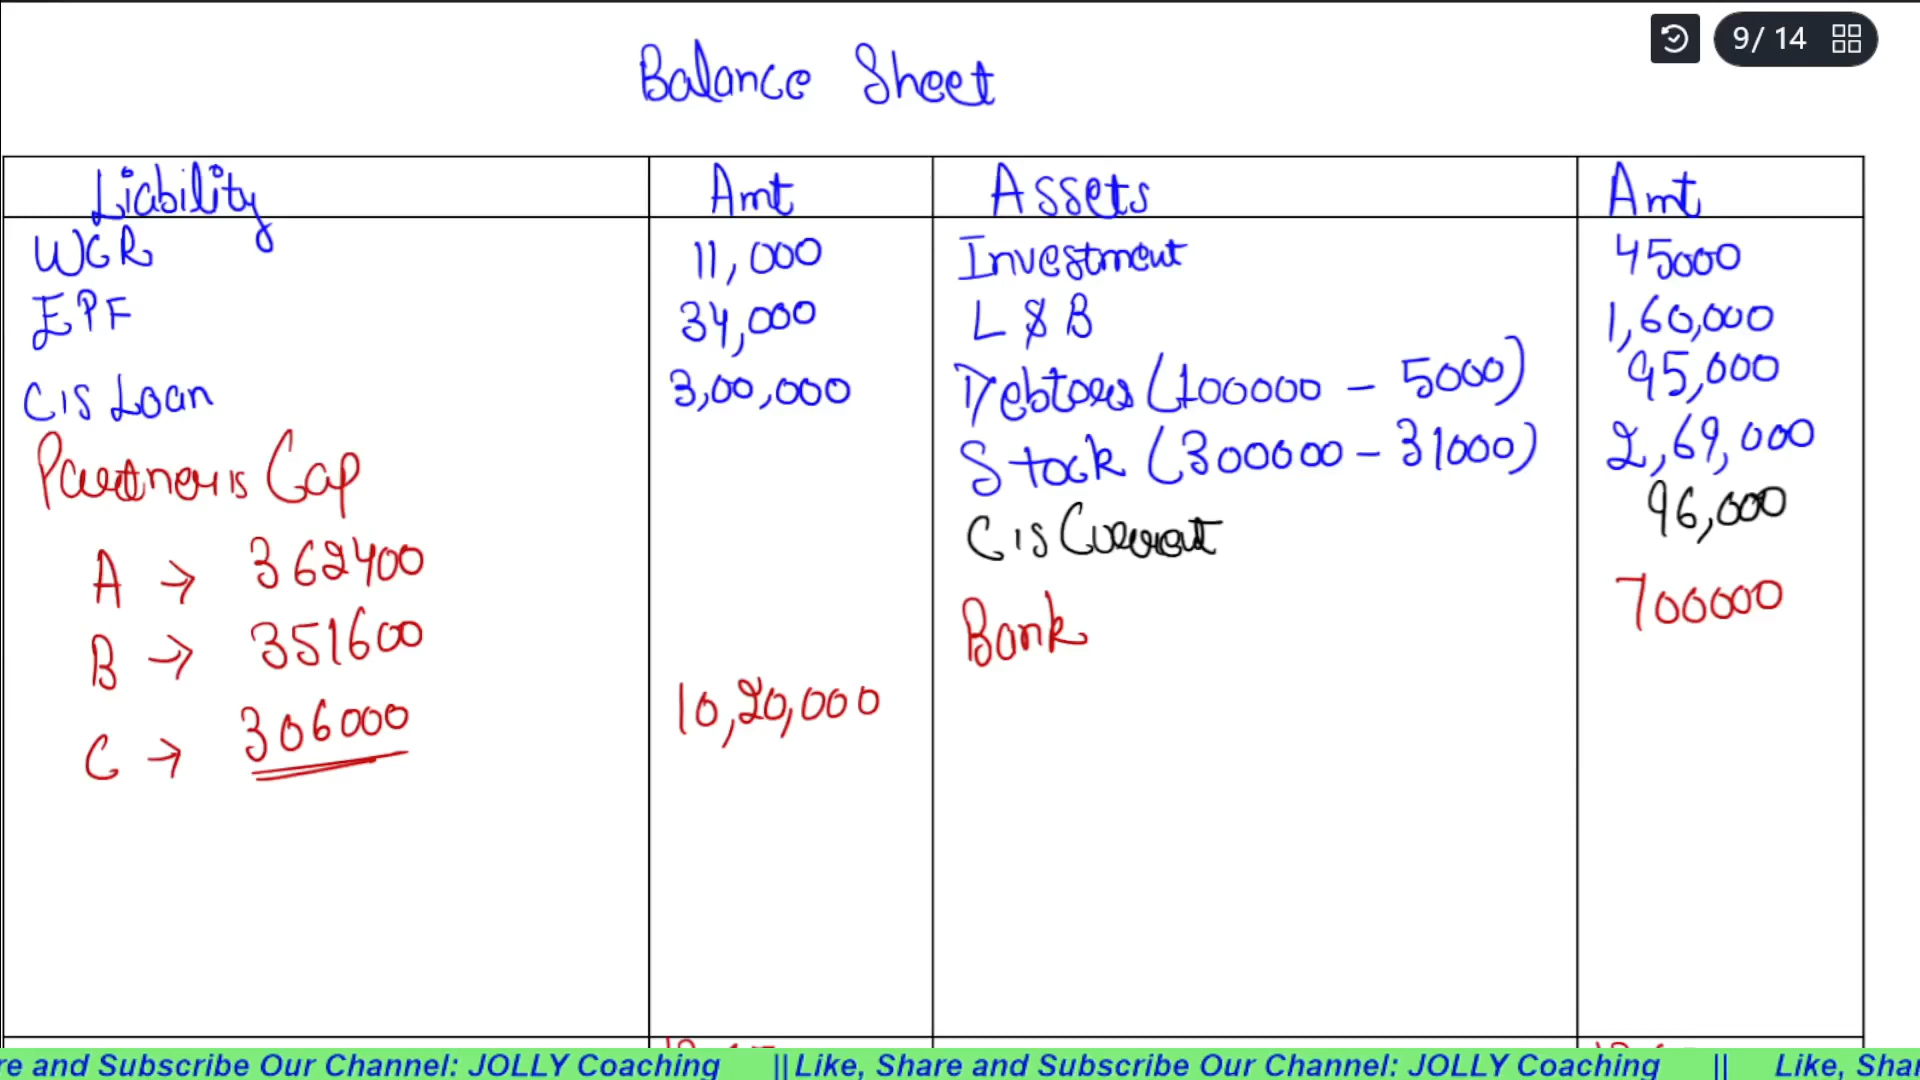 9/ 14
Balance Sheet
Liability Amt Assets Amt
WCR 11,000 Investment 45000
EPF 34,000 L & B 1,60,000
C's Loan 3,00,000 Debtors (100000 - 5000) 95,000
Partner's Cap Stock (300000 - 31000) 2,69,000
C's Current 96,000
A → 362400
B → 351600 Bank 700000
C → 306000 10,20,000
re and Subscribe Our Channel: JOLLY Coaching || Like, Share and Subscribe Our Channel: JOLLY Coaching || Like, Shar